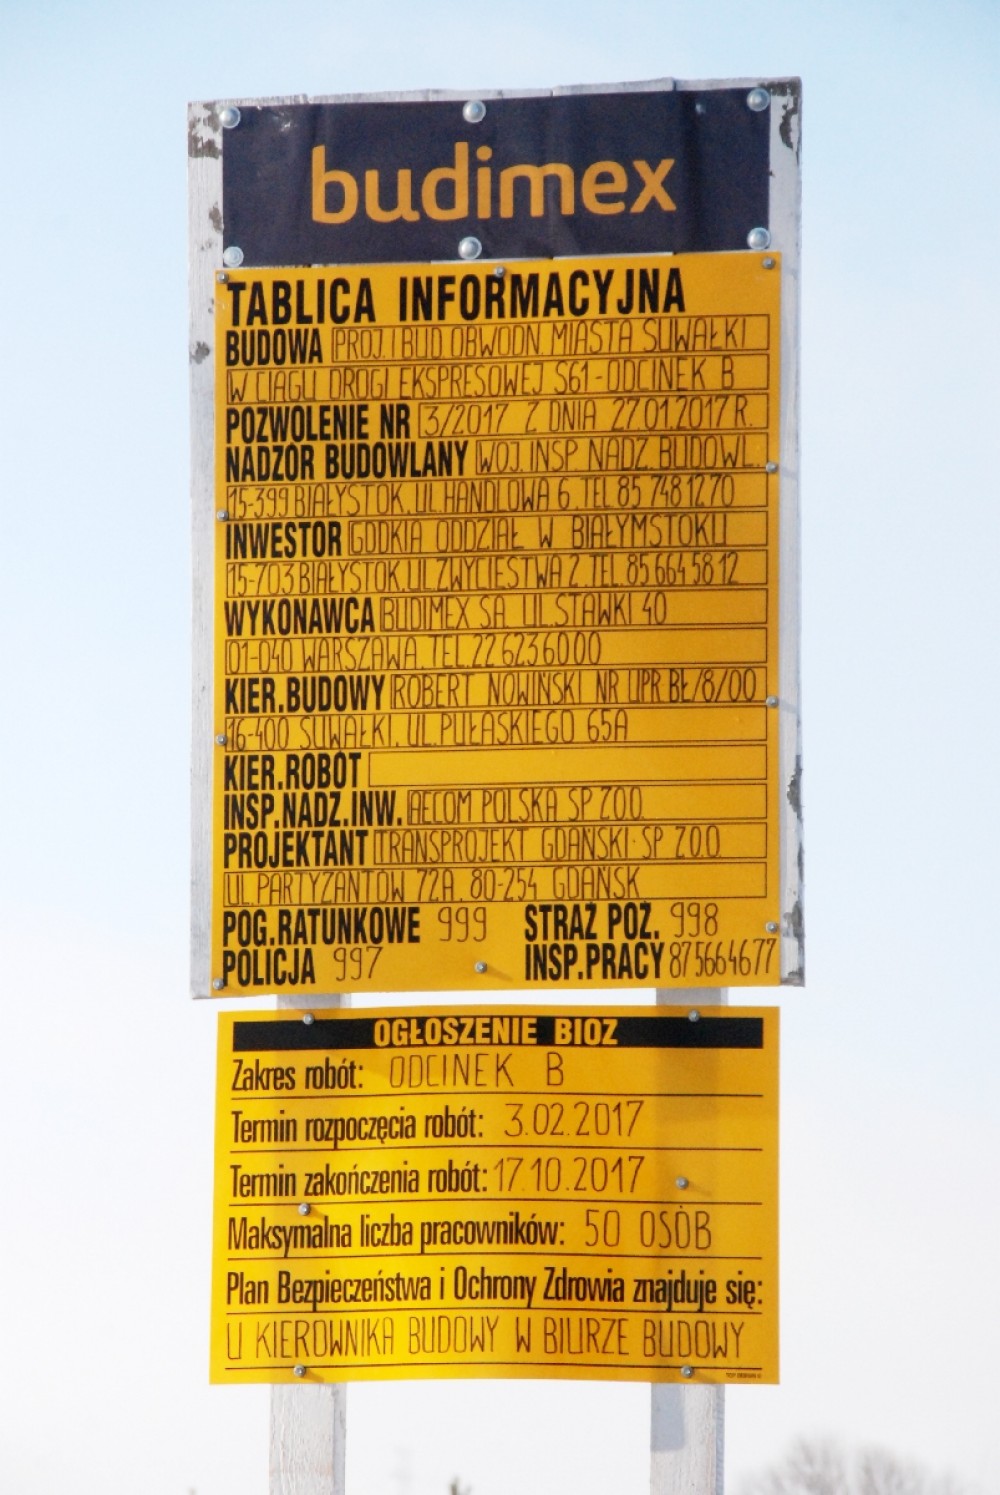 budimex
TABLICA INFORMACYJNA
BUDOWA PROJ. I BUD. OBWODN. MIASTA SUWAŁKI
W CIĄGU DROGI EKSPRESOWEJ S61-ODCINEK B
POZWOLENIE NR 3/2017 Z DNIA 27.01.2017 R.
NADZÓR BUDOWLANY WOJ. INSP. NADZ. BUDOWL.
15-399 BIAŁYSTOK, UL. HANDLOWA 6, TEL 85 748 12 70
INWESTOR GDDKIA ODDZIAŁ W BIAŁYMSTOKU
15-703 BIAŁYSTOK, UL. ZWYCIĘSTWA 2, TEL. 85 664 58 12
WYKONAWCA BUDIMEX SA, UL. STAWKI 40
01-040 WARSZAWA, TEL. 22 6236000
KIER.BUDOWY ROBERT NOWIŃSKI NR UPR BŁ/8/00
16-400 SUWAŁKI, UL. PUŁASKIEGO 65A
KIER.ROBÓT
INSP.NADZ.INW. AECOM POLSKA SP Z O.O.
PROJEKTANT TRANSPROJEKT GDAŃSKI SP Z O.O.
UL. PARTYZANTÓW 72A, 80-254 GDAŃSK
POG.RATUNKOWE 999 STRAŻ POŻ. 998
POLICJA 997 INSP.PRACY 87 5664677
OGŁOSZENIE BIOZ
Zakres robót: ODCINEK B
Termin rozpoczęcia robót: 3.02.2017
Termin zakończenia robót: 17.10.2017
Maksymalna liczba pracowników: 50 OSÓB
Plan Bezpieczeństwa i Ochrony Zdrowia znajduje się:
U KIEROWNIKA BUDOWY W BIURZE BUDOWY